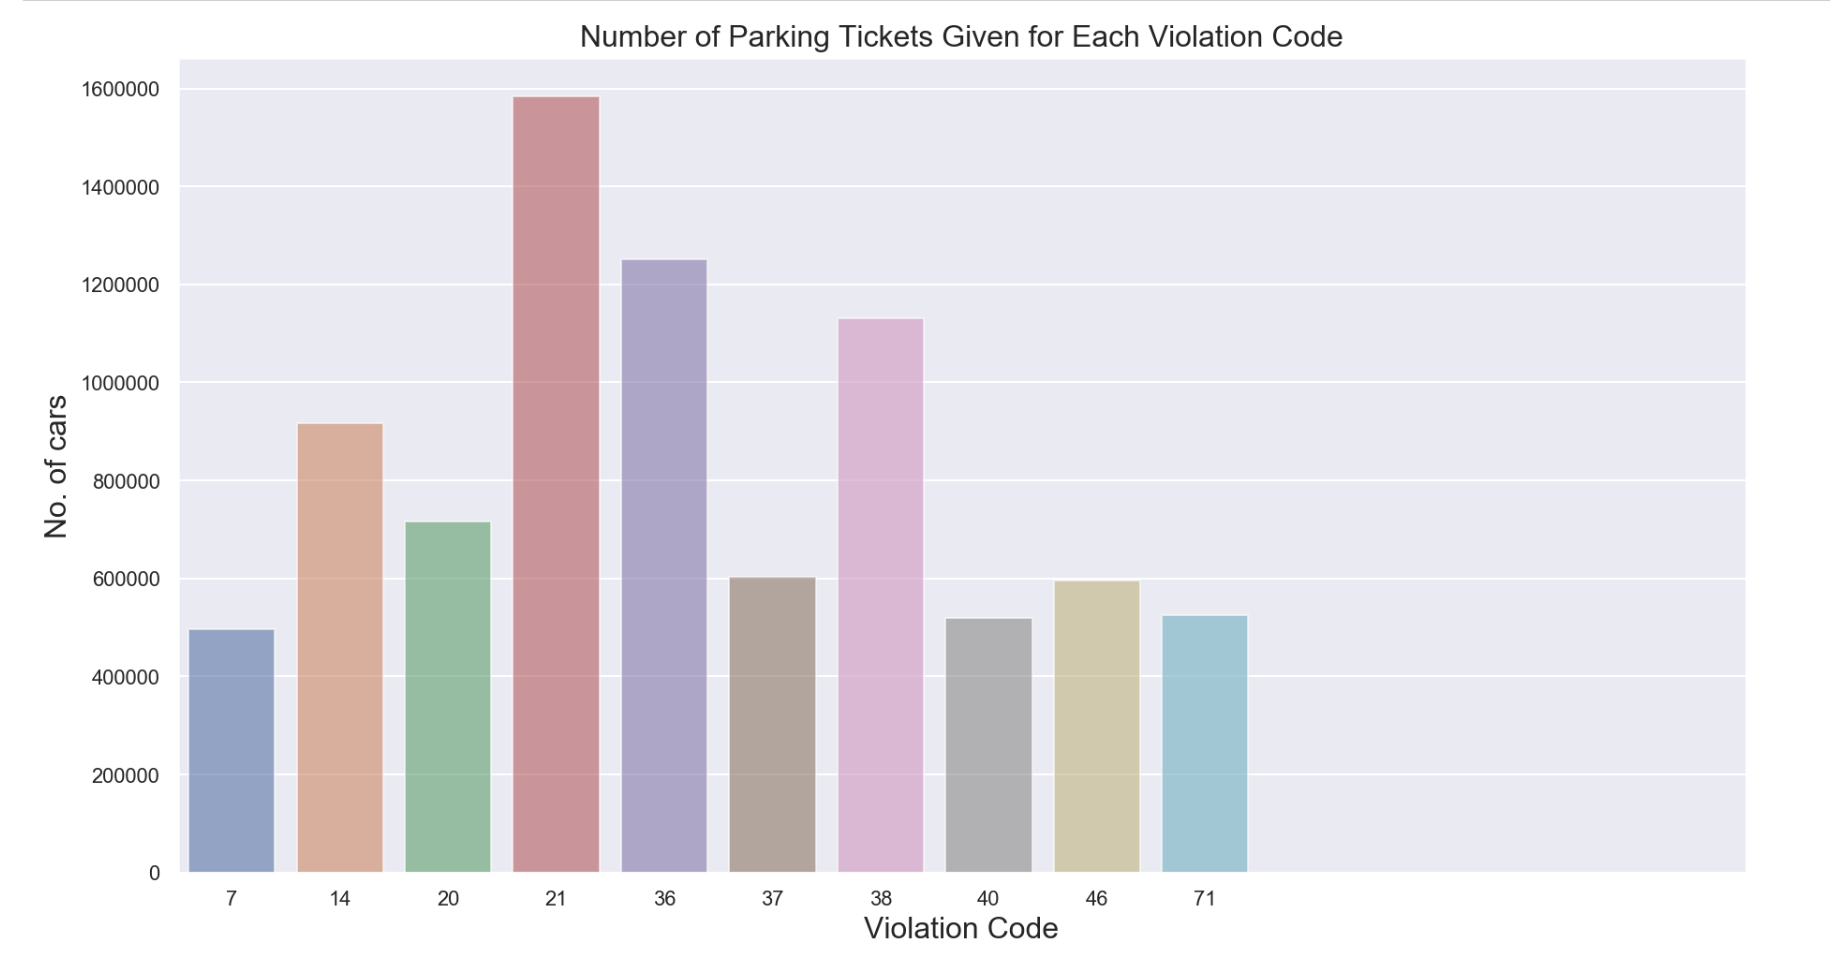 Number of Parking Tickets Given for Each Violation Code
1600000
1400000
1200000
1000000
800000
600000
400000
200000
0
No. of cars
7 14 20 21 36 37 38 40 46 71
Violation Code